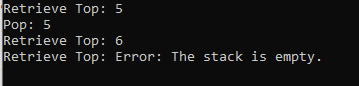 Retrieve Top: 5
Pop: 5
Retrieve Top: 6
Retrieve Top: Error: The stack is empty.